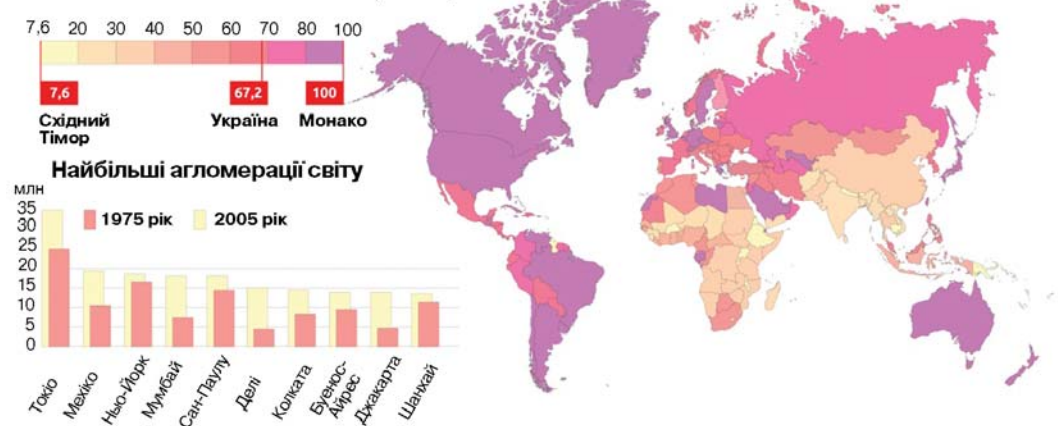 7,6 20 30 40 50 60 70 80 100
7,6 67,2 100
Східний Тімор
Україна
Монако
Найбільші агломерації світу
млн
1975 рік
2005 рік
35
30
25
20
15
10
5
0
Токіо
Мехіко
Нью-Йорк
Мумбай
Сан-Паулу
Делі
Колката
Буенос-
Айрес
Джакарта
Шанхай